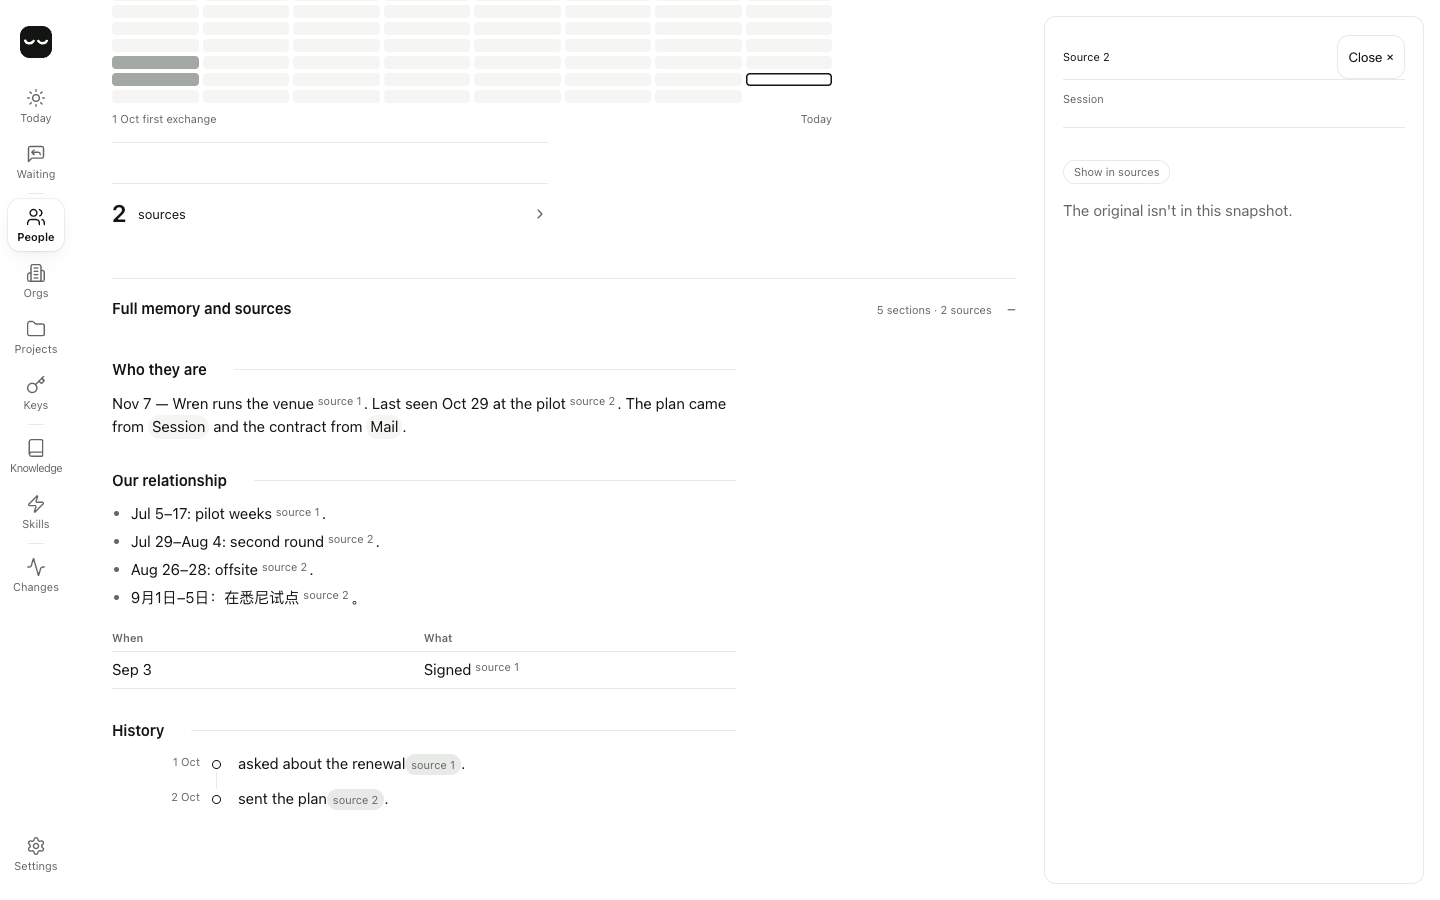 Today
Waiting
People
Orgs
Projects
Keys
Knowledge
Skills
Changes
Settings
1 Oct first exchange
Today
2 sources
Full memory and sources
5 sections · 2 sources –
Who they are
Nov 7 — Wren runs the venue source 1. Last seen Oct 29 at the pilot source 2. The plan came
from Session and the contract from Mail.
Our relationship
• Jul 5–17: pilot weeks source 1.
• Jul 29–Aug 4: second round source 2.
• Aug 26–28: offsite source 2.
• 9月1日–5日：在悉尼试点 source 2。
When What
Sep 3 Signed source 1
History
1 Oct asked about the renewal source 1.
2 Oct sent the plan source 2.
Source 2
Close ×
Session
Show in sources
The original isn't in this snapshot.